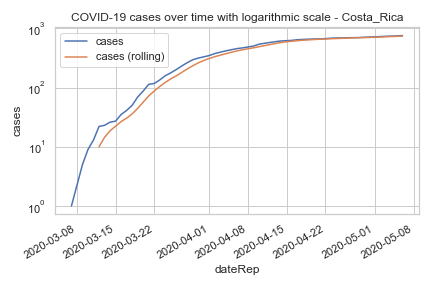 COVID-19 cases over time with logarithmic scale - Costa_Rica
cases
cases (rolling)
10³
10²
10¹
10⁰
cases
2020-03-08
2020-03-15
2020-03-22
2020-04-01
2020-04-08
2020-04-15
2020-04-22
2020-05-01
2020-05-08
dateRep